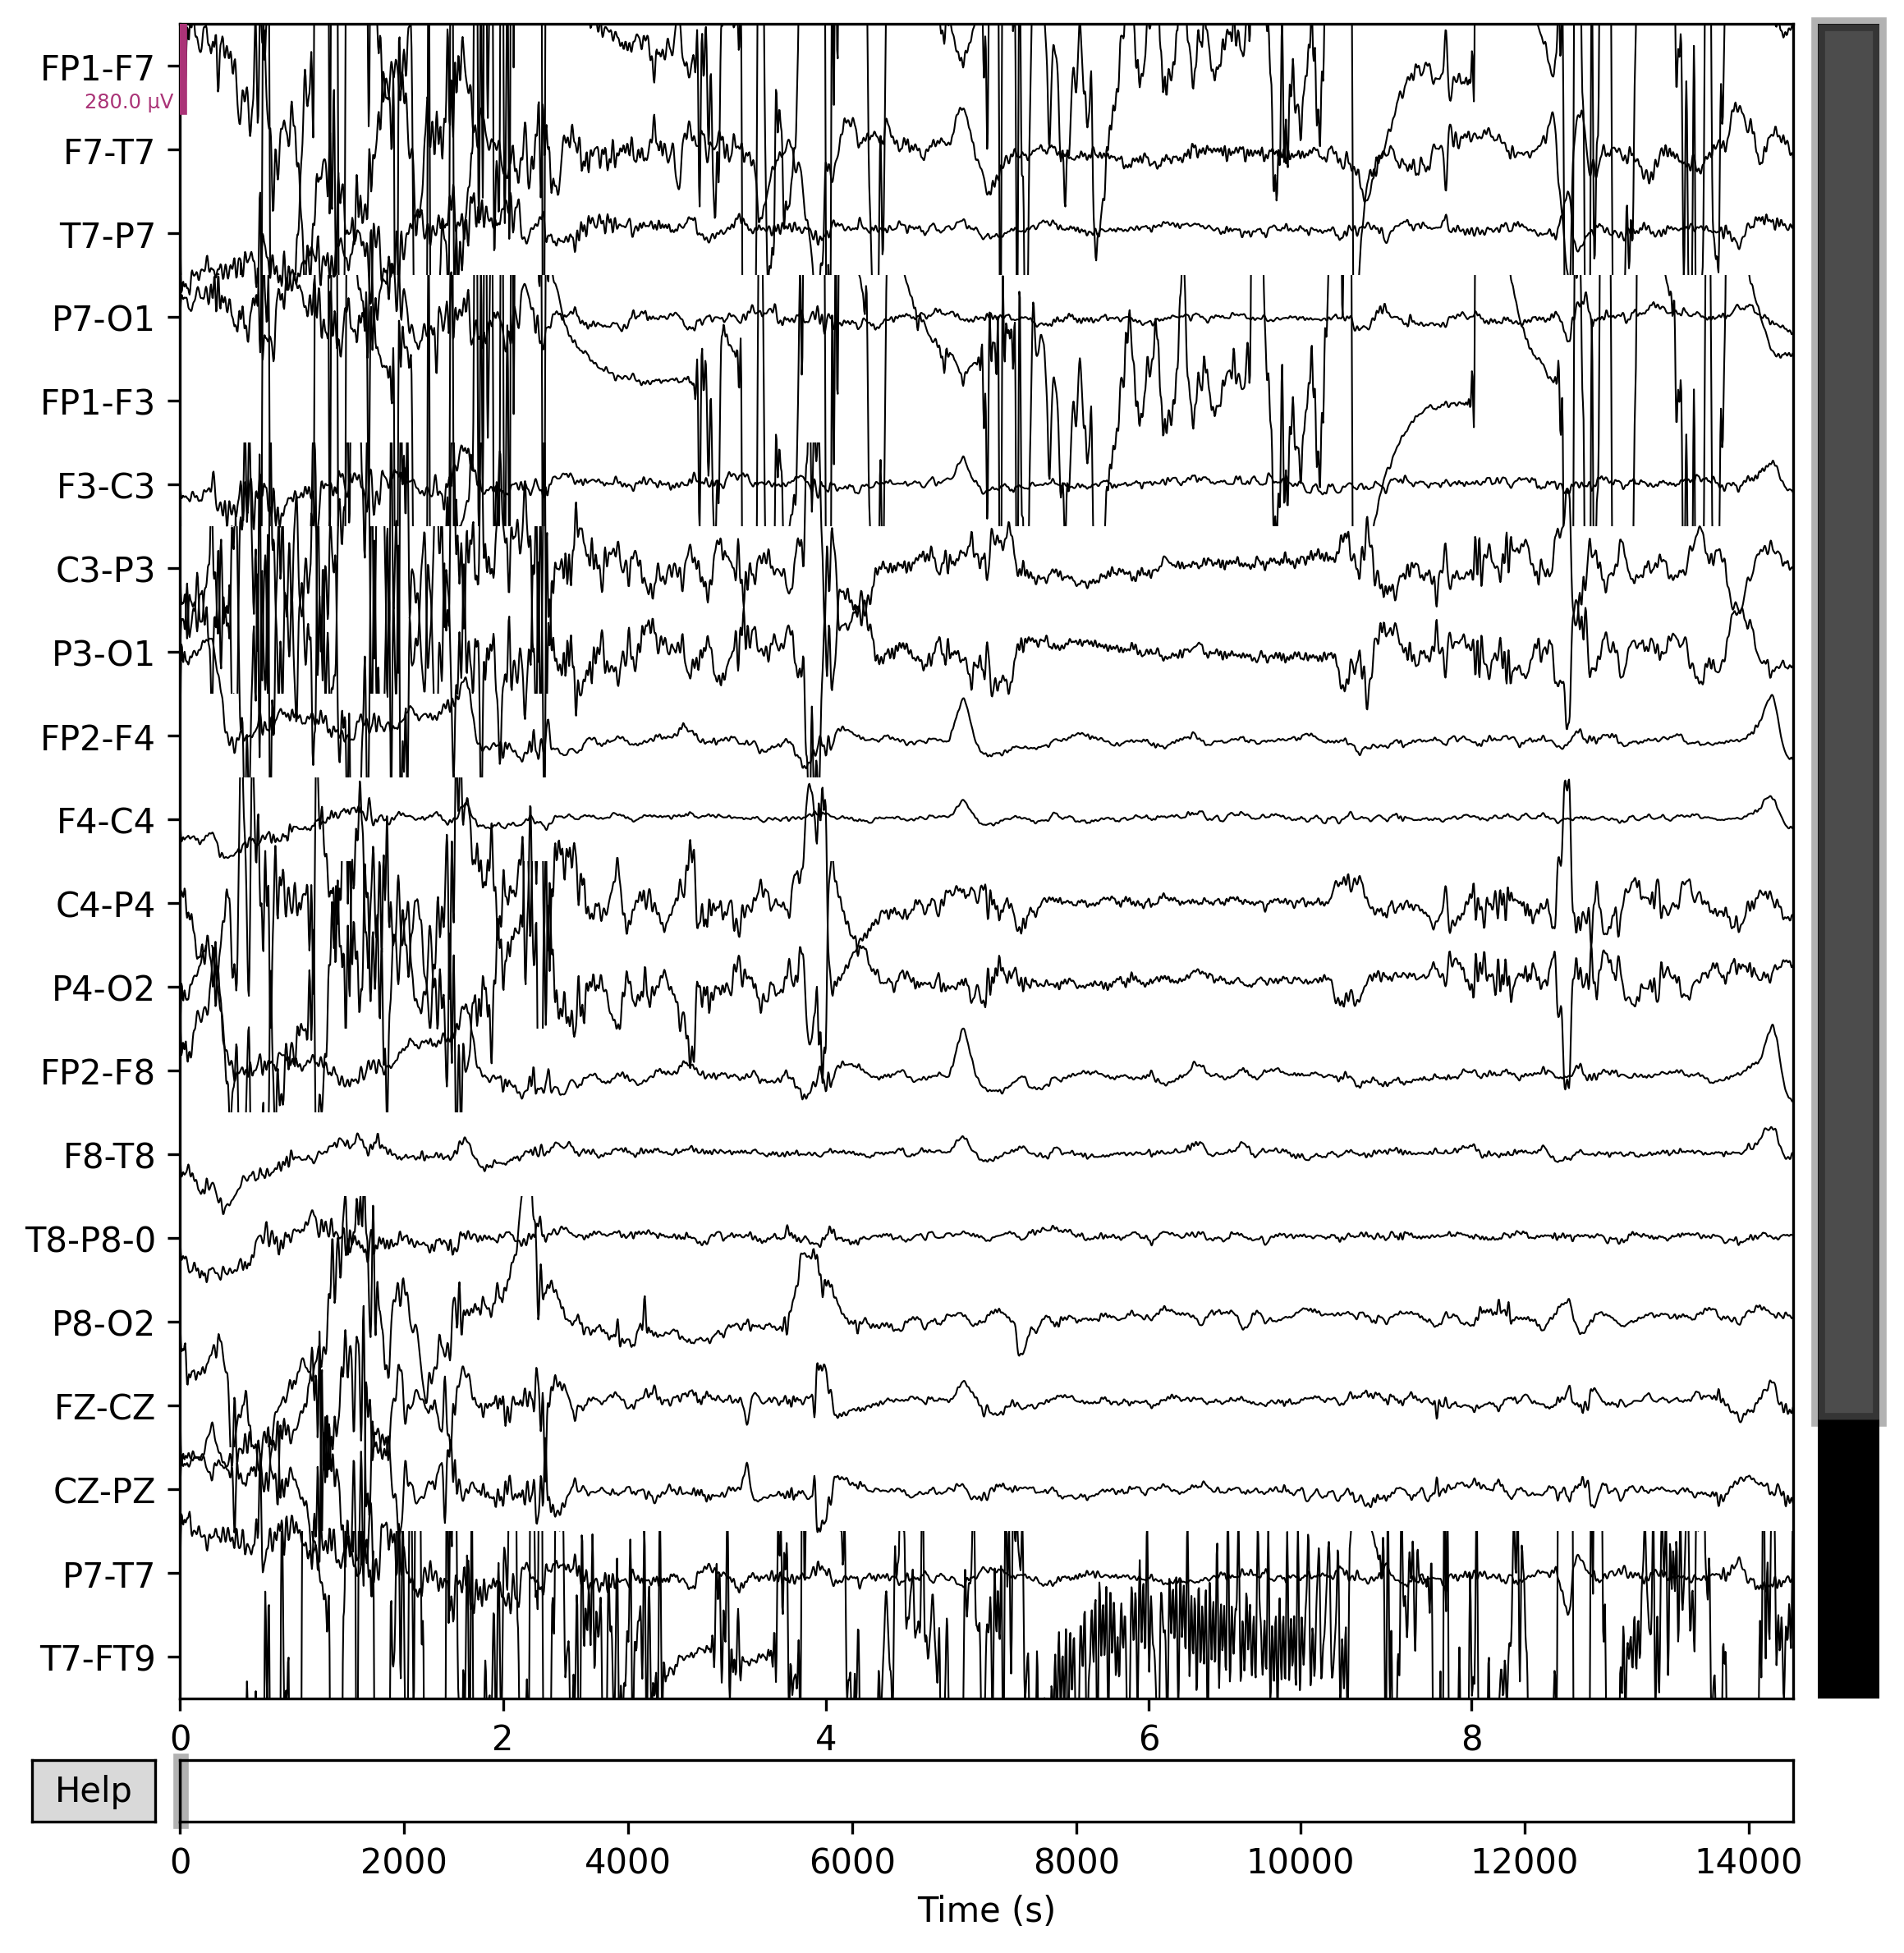 FP1-F7
280.0 µV
F7-T7
T7-P7
P7-O1
FP1-F3
F3-C3
C3-P3
P3-O1
FP2-F4
F4-C4
C4-P4
P4-O2
FP2-F8
F8-T8
T8-P8-0
P8-O2
FZ-CZ
CZ-PZ
P7-T7
T7-FT9
0 2 4 6 8
Help
0 2000 4000 6000 8000 10000 12000 14000
Time (s)